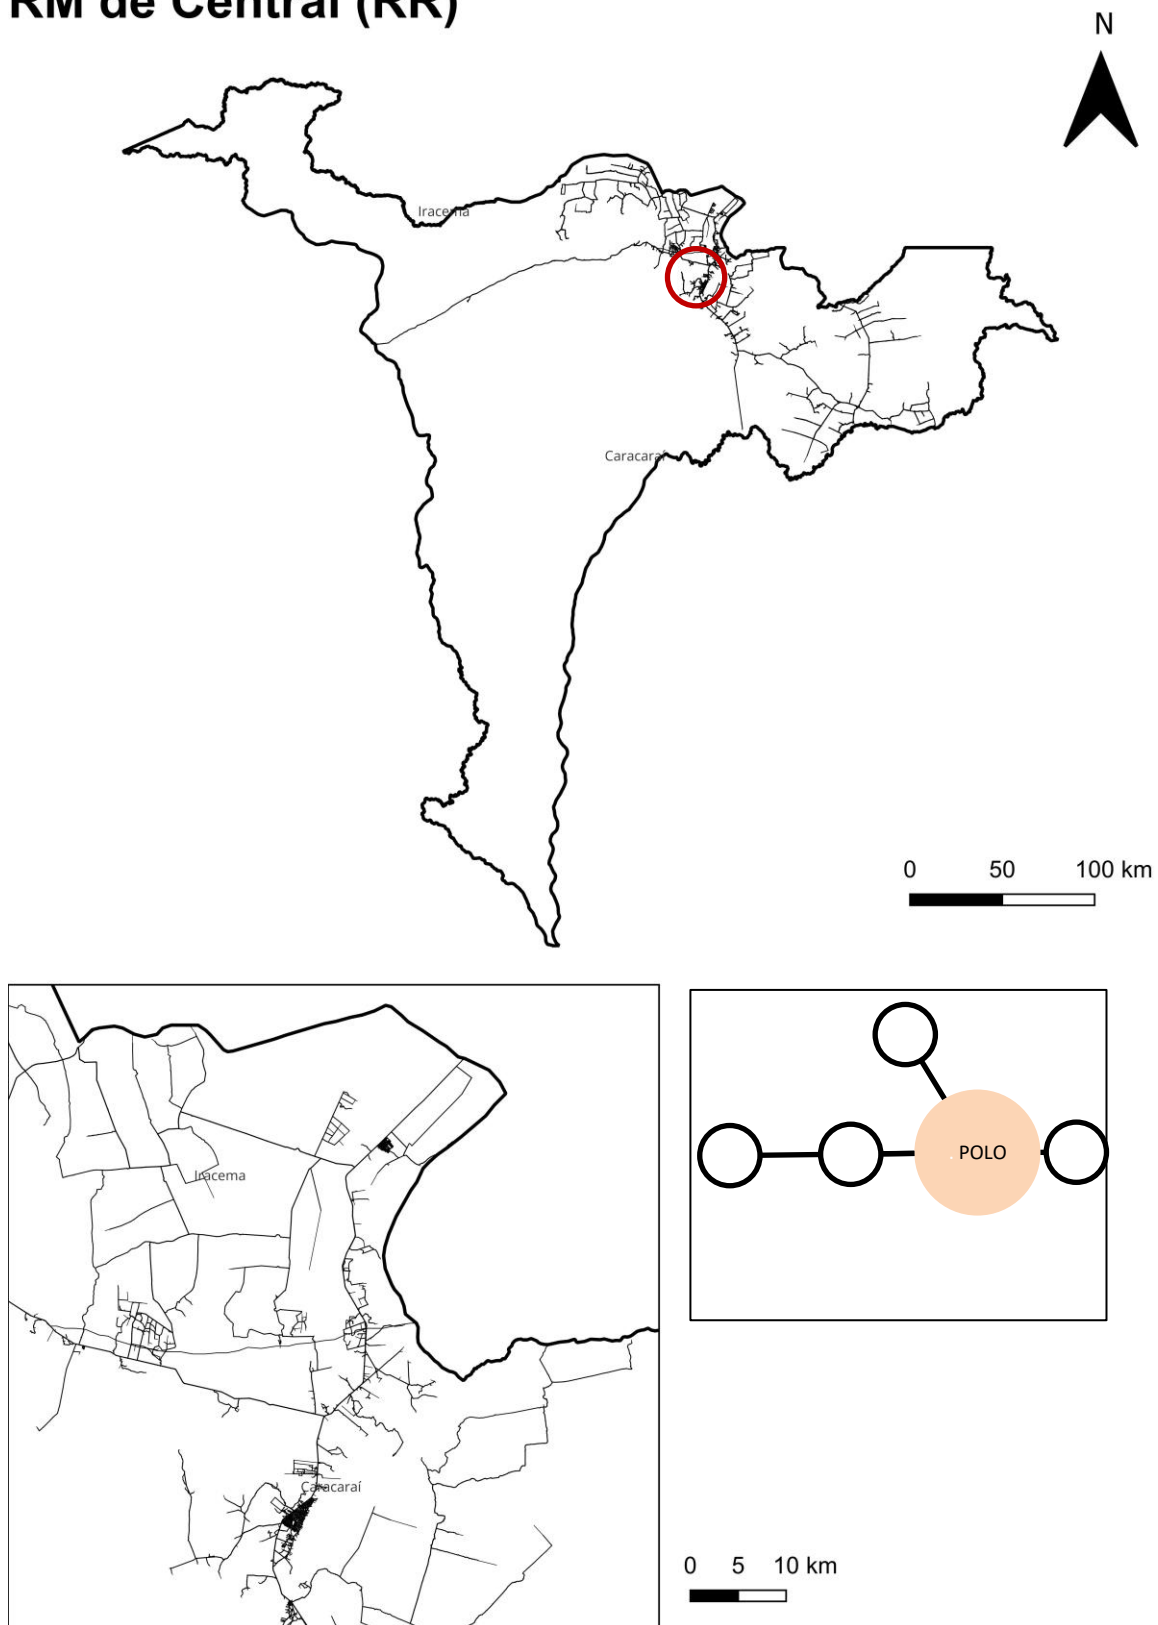 RM de Central (RR)
N
Iracema
Caracaraí
0 50 100 km
POLO
Iracema
Caracaraí
0 5 10 km